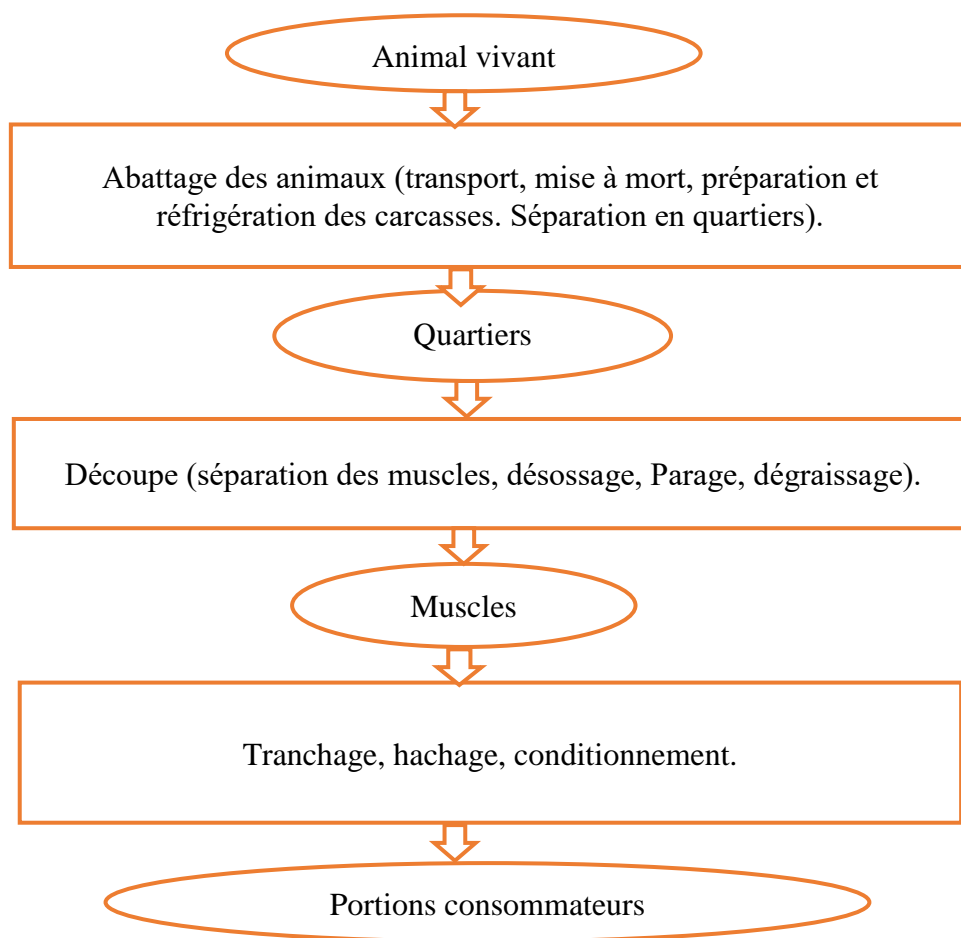 Animal vivant
Abattage des animaux (transport, mise à mort, préparation et
réfrigération des carcasses. Séparation en quartiers).
Quartiers
Découpe (séparation des muscles, désossage, Parage, dégraissage).
Muscles
Tranchage, hachage, conditionnement.
Portions consommateurs